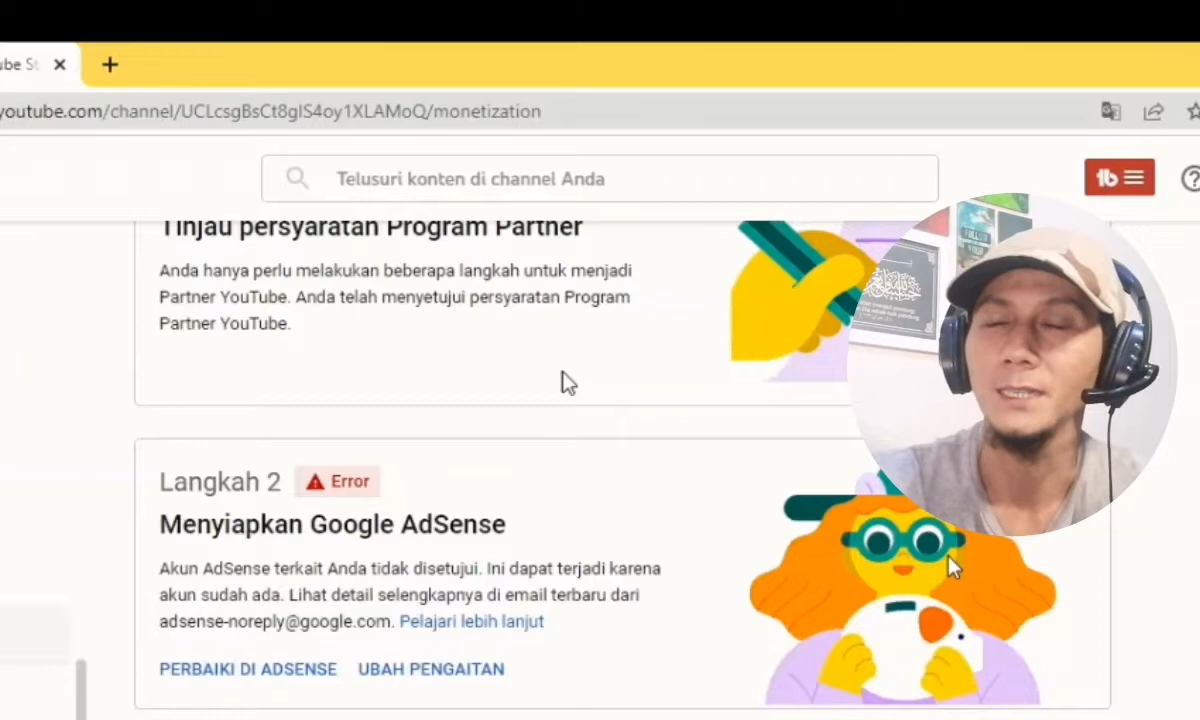 ube St
youtube.com/channel/UCLcsgBsCt8glS4oy1XLAMoQ/monetization
Telusuri konten di channel Anda
Tinjau persyaratan Program Partner
Anda hanya perlu melakukan beberapa langkah untuk menjadi
Partner YouTube. Anda telah menyetujui persyaratan Program
Partner YouTube.
FOLLOW
YOUR
Langkah 2 Error
Menyiapkan Google AdSense
Akun AdSense terkait Anda tidak disetujui. Ini dapat terjadi karena
akun sudah ada. Lihat detail selengkapnya di email terbaru dari
adsense-noreply@google.com. Pelajari lebih lanjut
PERBAIKI DI ADSENSE UBAH PENGAITAN